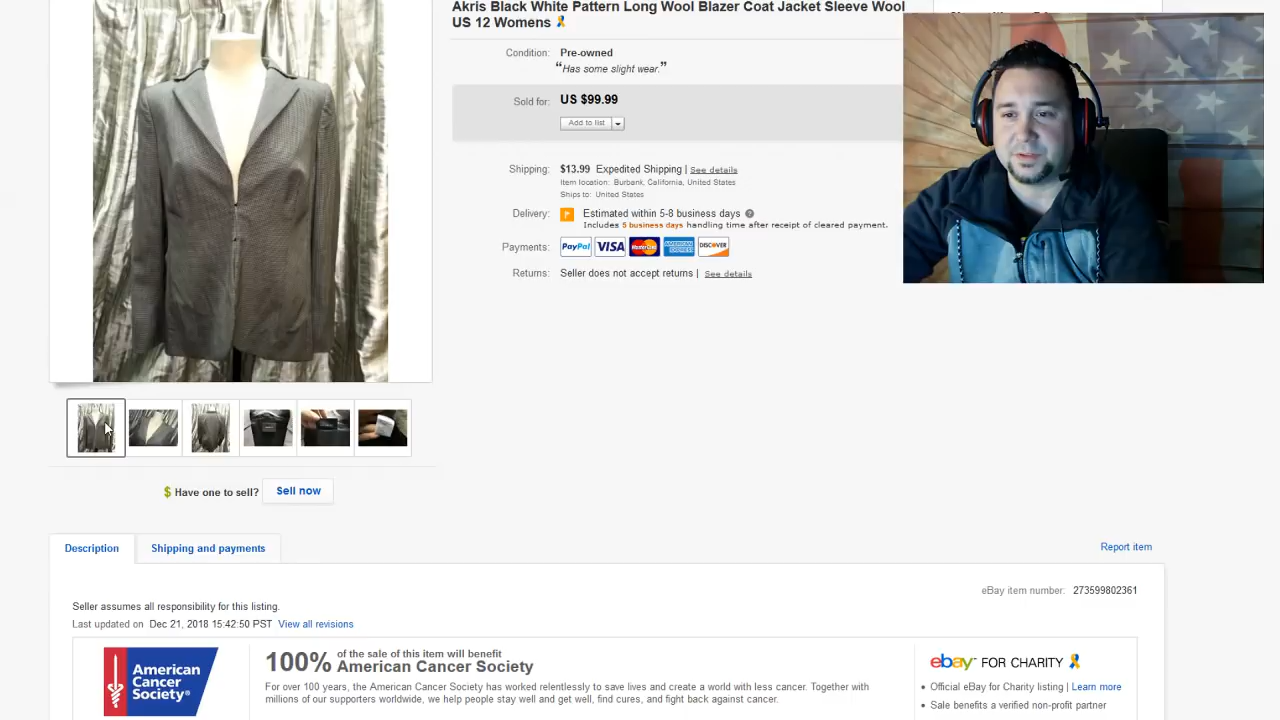 Akris Black White Pattern Long Wool Blazer Coat Jacket Sleeve Wool
US 12 Womens
Condition: Pre-owned
“Has some slight wear.”
Sold for: US $99.99
Add to list
Shipping: $13.99 Expedited Shipping | See details
Item location: Burbank, California, United States
Ships to: United States
Delivery: Estimated within 5-8 business days
Includes 5 business days handling time after receipt of cleared payment.
Payments: PayPal VISA MasterCard AMERICAN EXPRESS DISCOVER
Returns: Seller does not accept returns | See details
$ Have one to sell? Sell now
Description Shipping and payments Report item
eBay item number: 273599802361
Seller assumes all responsibility for this listing.
Last updated on Dec 21, 2018 15:42:50 PST View all revisions
American Cancer Society®
100% of the sale of this item will benefit
American Cancer Society
For over 100 years, the American Cancer Society has worked relentlessly to save lives and create a world with less cancer. Together with
millions of our supporters worldwide, we help people stay well and get well, find cures, and fight back against cancer.
ebay FOR CHARITY
• Official eBay for Charity listing | Learn more
• Sale benefits a verified non-profit partner